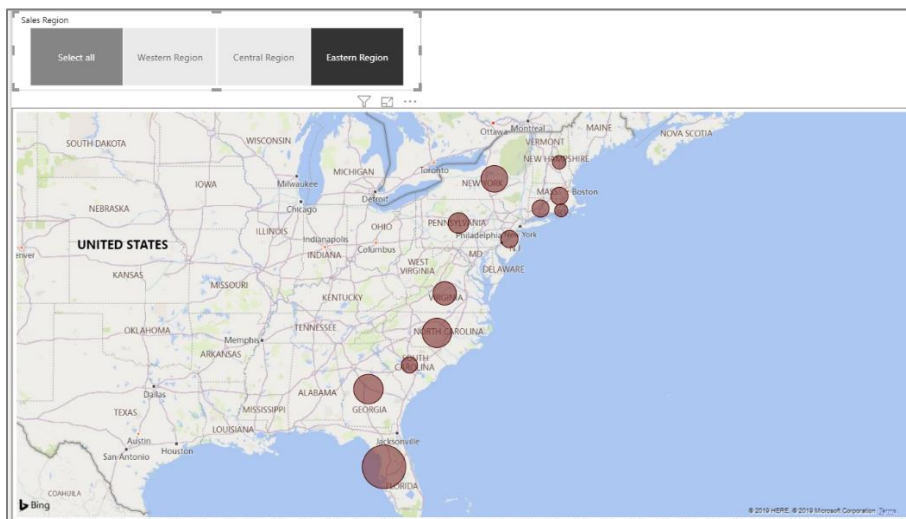 Sales Region
Select all
Western Region
Central Region
Eastern Region
Ottawa
Montreal
MAINE
NOVA SCOTIA
VERMONT
SOUTH DAKOTA
WISCONSIN
NEW HAMPSHIRE
MICHIGAN
Toronto
Milwaukee
NEW YORK
IOWA
Detroit
MASS
Boston
Chicago
NEBRASKA
PENNSYLVANIA
OHIO
ILLINOIS
Philadelphia
New York
UNITED STATES
Indianapolis
Columbus
NJ
INDIANA
MD
WEST
VIRGINIA
DELAWARE
KANSAS
MISSOURI
KENTUCKY
VIRGINIA
OKLAHOMA
TENNESSEE
NORTH CAROLINA
Memphis
ARKANSAS
SOUTH
CAROLINA
Dallas
ALABAMA
MISSISSIPPI
GEORGIA
TEXAS
LOUISIANA
Austin
Jacksonville
San Antonio
Houston
FLORIDA
COAHUILA
Bing
© 2019 HERE, © 2019 Microsoft Corporation Terms